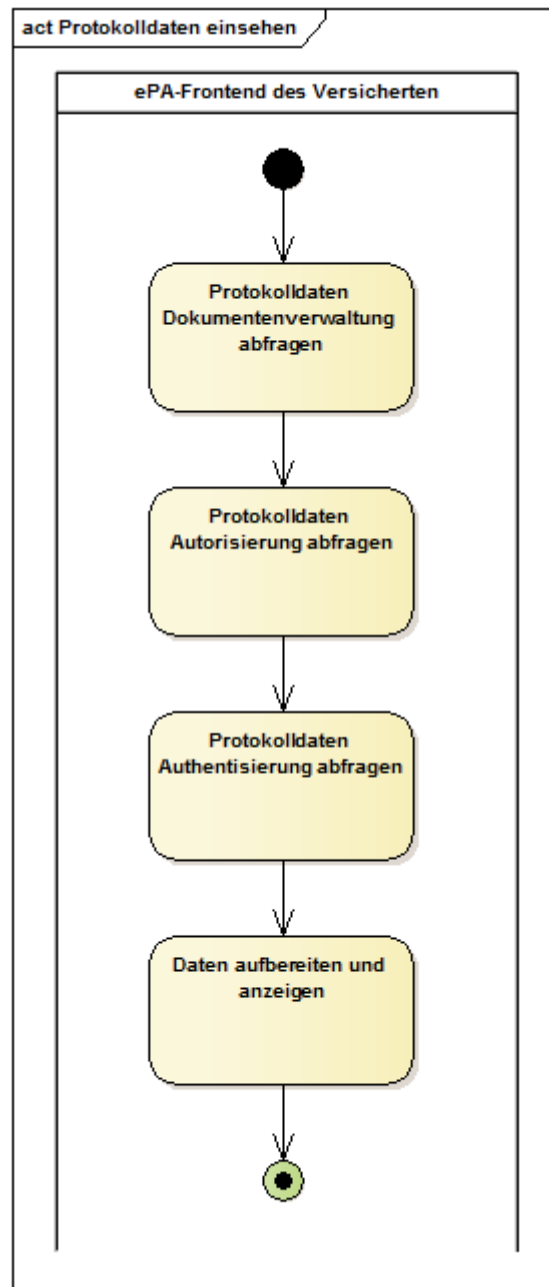 act Protokolldaten einsehen
ePA-Frontend des Versicherten
Protokolldaten
Dokumentenverwaltung
abfragen
Protokolldaten
Autorisierung abfragen
Protokolldaten
Authentisierung abfragen
Daten aufbereiten und
anzeigen